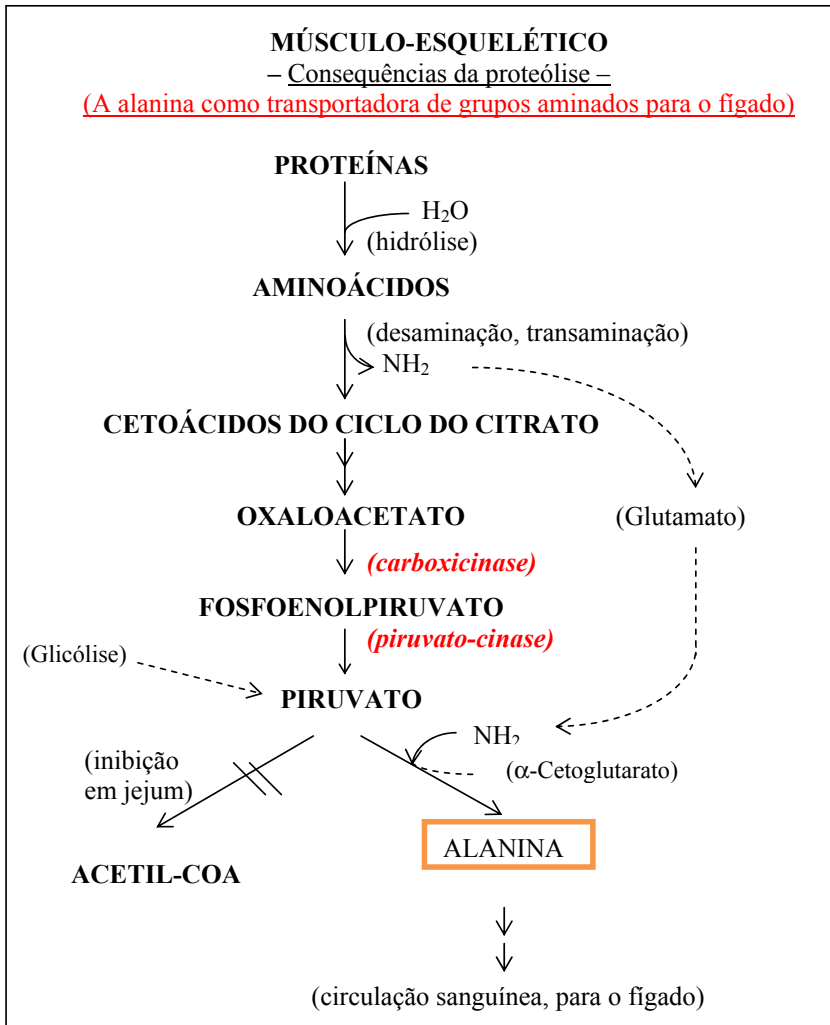 MÚSCULO-ESQUELÉTICO
– Consequências da proteólise –
(A alanina como transportadora de grupos aminados para o fígado)
PROTEÍNAS
H₂O
(hidrólise)
AMINOÁCIDOS
(desaminação, transaminação)
NH₂
CETOÁCIDOS DO CICLO DO CITRATO
OXALOACETATO
(Glutamato)
(carboxicinase)
FOSFOENOLPIRUVATO
(piruvato-cinase)
(Glicólise)
PIRUVATO
NH₂
(inibição
em jejum)
(α-Cetoglutarato)
ALANINA
ACETIL-COA
(circulação sanguínea, para o fígado)